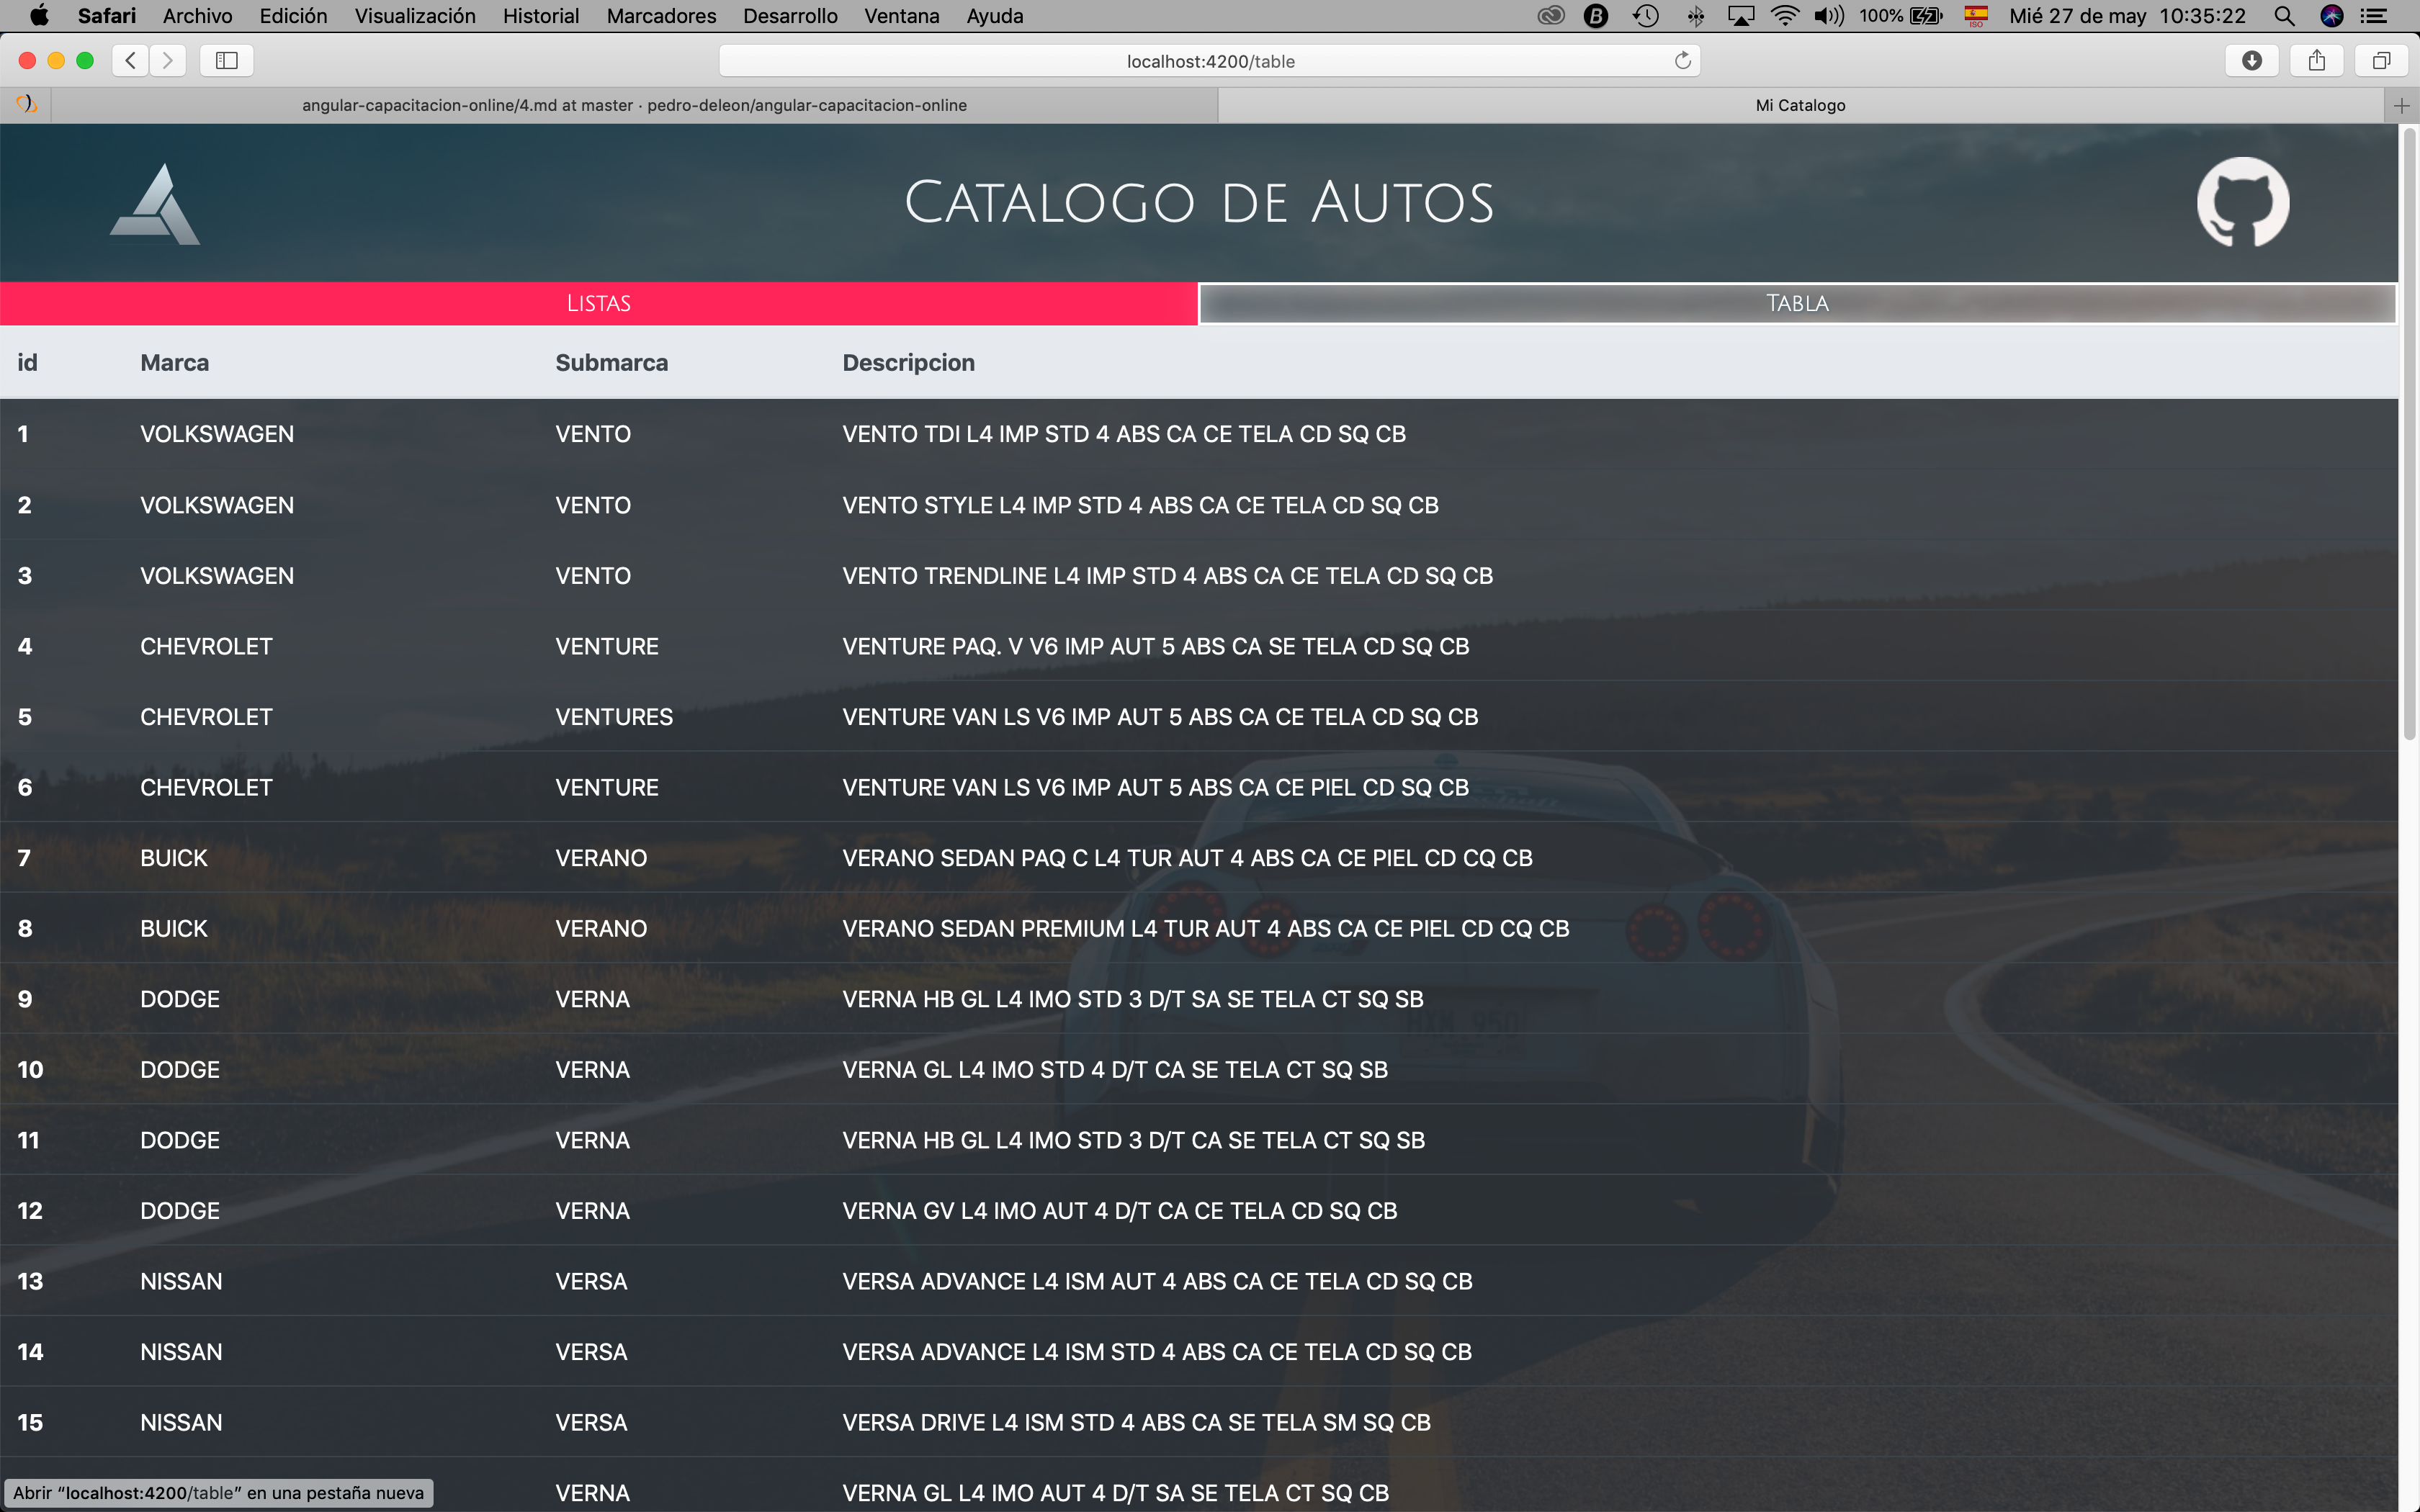 Safari Archivo Edición Visualización Historial Marcadores Desarrollo Ventana Ayuda 100% ISO Mié 27 de may 10:35:22
localhost:4200/table
angular-capacitacion-online/4.md at master · pedro-deleon/angular-capacitacion-online Mi Catalogo
Catalogo de Autos
Listas Tabla
id Marca Submarca Descripcion
1 VOLKSWAGEN VENTO VENTO TDI L4 IMP STD 4 ABS CA CE TELA CD SQ CB
2 VOLKSWAGEN VENTO VENTO STYLE L4 IMP STD 4 ABS CA CE TELA CD SQ CB
3 VOLKSWAGEN VENTO VENTO TRENDLINE L4 IMP STD 4 ABS CA CE TELA CD SQ CB
4 CHEVROLET VENTURE VENTURE PAQ. V V6 IMP AUT 5 ABS CA SE TELA CD SQ CB
5 CHEVROLET VENTURES VENTURE VAN LS V6 IMP AUT 5 ABS CA CE TELA CD SQ CB
6 CHEVROLET VENTURE VENTURE VAN LS V6 IMP AUT 5 ABS CA CE PIEL CD SQ CB
7 BUICK VERANO VERANO SEDAN PAQ C L4 TUR AUT 4 ABS CA CE PIEL CD CQ CB
8 BUICK VERANO VERANO SEDAN PREMIUM L4 TUR AUT 4 ABS CA CE PIEL CD CQ CB
9 DODGE VERNA VERNA HB GL L4 IMO STD 3 D/T SA SE TELA CT SQ SB
10 DODGE VERNA VERNA GL L4 IMO STD 4 D/T CA SE TELA CT SQ SB
11 DODGE VERNA VERNA HB GL L4 IMO STD 3 D/T CA SE TELA CT SQ SB
12 DODGE VERNA VERNA GV L4 IMO AUT 4 D/T CA CE TELA CD SQ CB
13 NISSAN VERSA VERSA ADVANCE L4 ISM AUT 4 ABS CA CE TELA CD SQ CB
14 NISSAN VERSA VERSA ADVANCE L4 ISM STD 4 ABS CA CE TELA CD SQ CB
15 NISSAN VERSA VERSA DRIVE L4 ISM STD 4 ABS CA SE TELA SM SQ CB
VERNA VERNA GL L4 IMO AUT 4 D/T SA SE TELA CT SQ CB
Abrir “localhost:4200/table” en una pestaña nueva